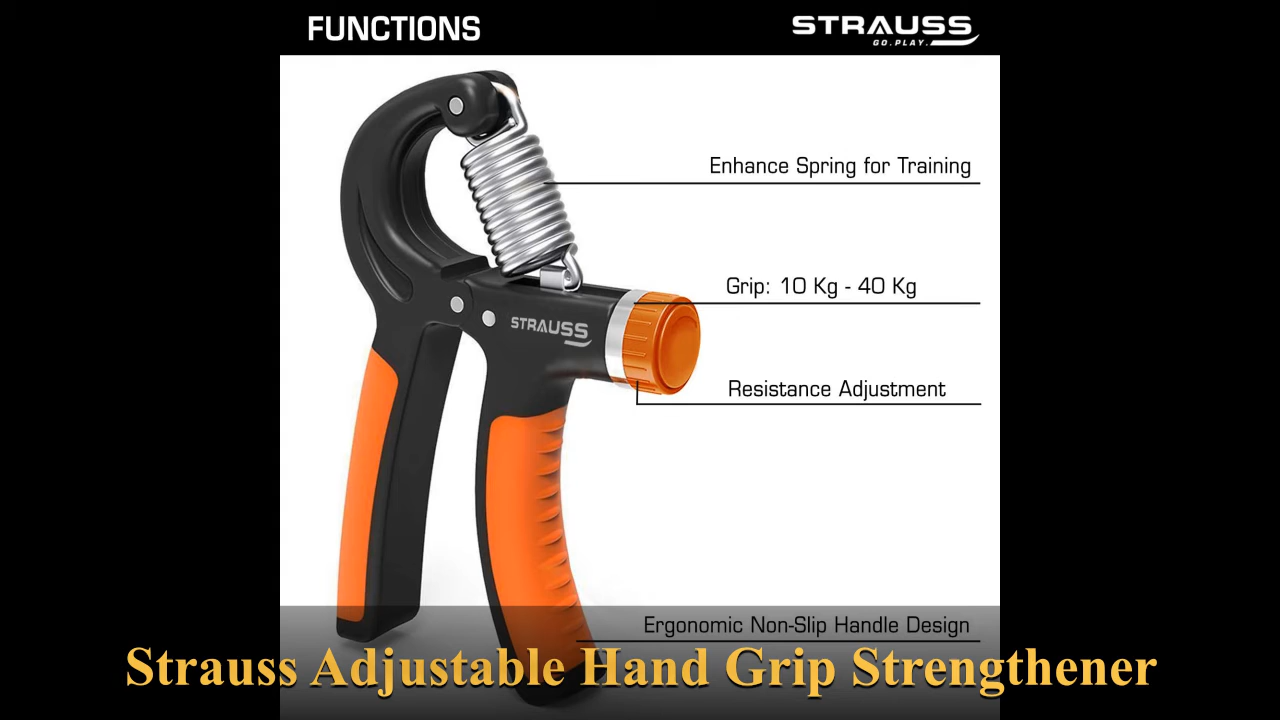 FUNCTIONS
STRAUSS
GO.PLAY.
Enhance Spring for Training
Grip: 10 Kg - 40 Kg
STRAUSS
Resistance Adjustment
Ergonomic Non-Slip Handle Design
Strauss Adjustable Hand Grip Strengthener